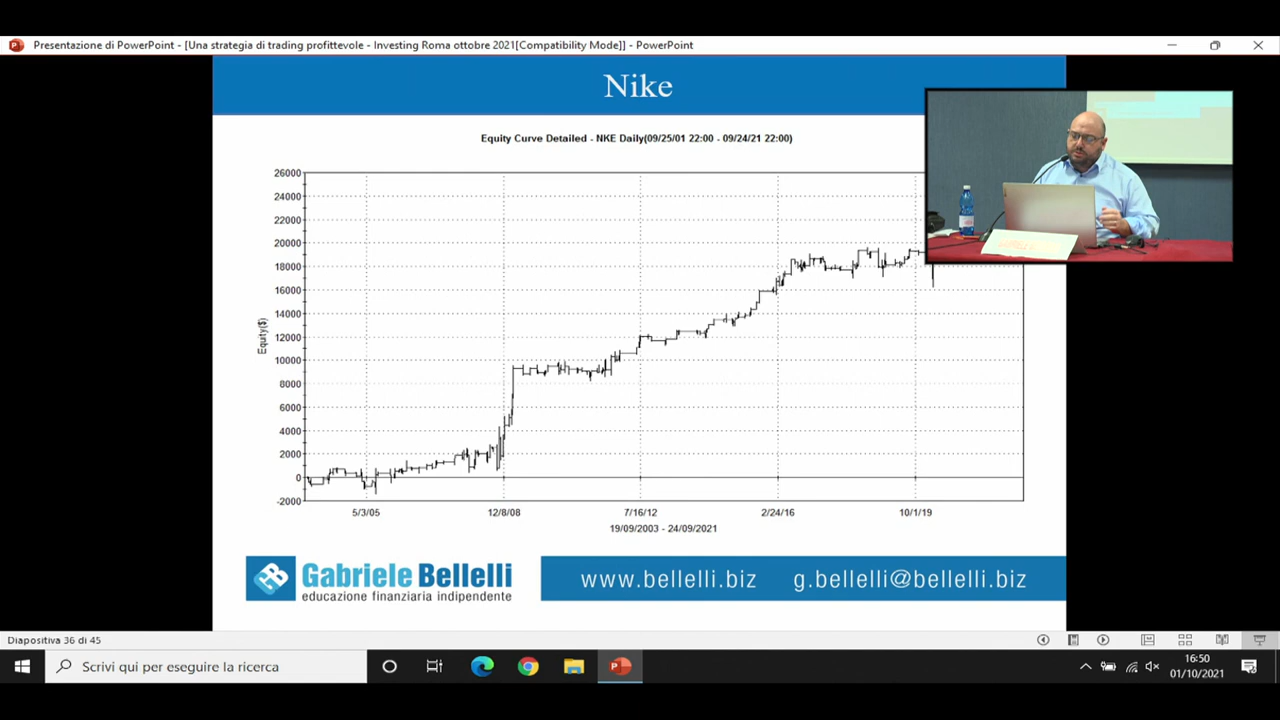 Presentazione di PowerPoint - [Una strategia di trading profittevole - Investing Roma ottobre 2021[Compatibility Mode]] - PowerPoint
Nike
Equity Curve Detailed - NKE Daily(09/25/01 22:00 - 09/24/21 22:00)
26000
24000
22000
20000
18000
16000
14000
12000
10000
8000
6000
4000
2000
0
-2000
Equity($)
5/3/05
12/8/08
7/16/12
2/24/16
10/1/19
19/09/2003 - 24/09/2021
Gabriele Bellelli
educazione finanziaria indipendente
www.bellelli.biz
g.bellelli@bellelli.biz
Diapositiva 36 di 45
Scrivi qui per eseguire la ricerca
16:50
01/10/2021